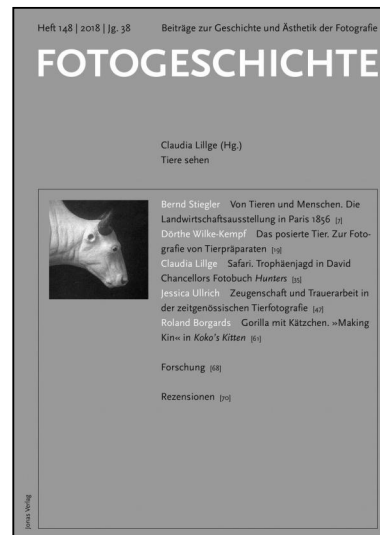 Heft 148 | 2018 | Jg. 38 Beiträge zur Geschichte und Ästhetik der Fotografie
FOTOGESCHICHTE
Claudia Lillge (Hg.)
Tiere sehen
Bernd Stiegler Von Tieren und Menschen. Die
Landwirtschaftsausstellung in Paris 1856 [7]
Dörthe Wilke-Kempf Das posierte Tier. Zur Foto-
grafie von Tierpräparaten [19]
Claudia Lillge Safari. Trophäenjagd in David
Chancellors Fotobuch Hunters [35]
Jessica Ullrich Zeugenschaft und Trauerarbeit in
der zeitgenössischen Tierfotografie [47]
Roland Borgards Gorilla mit Kätzchen. »Making
Kin« in Koko's Kitten [61]
Forschung [68]
Rezensionen [70]
Jonas Verlag